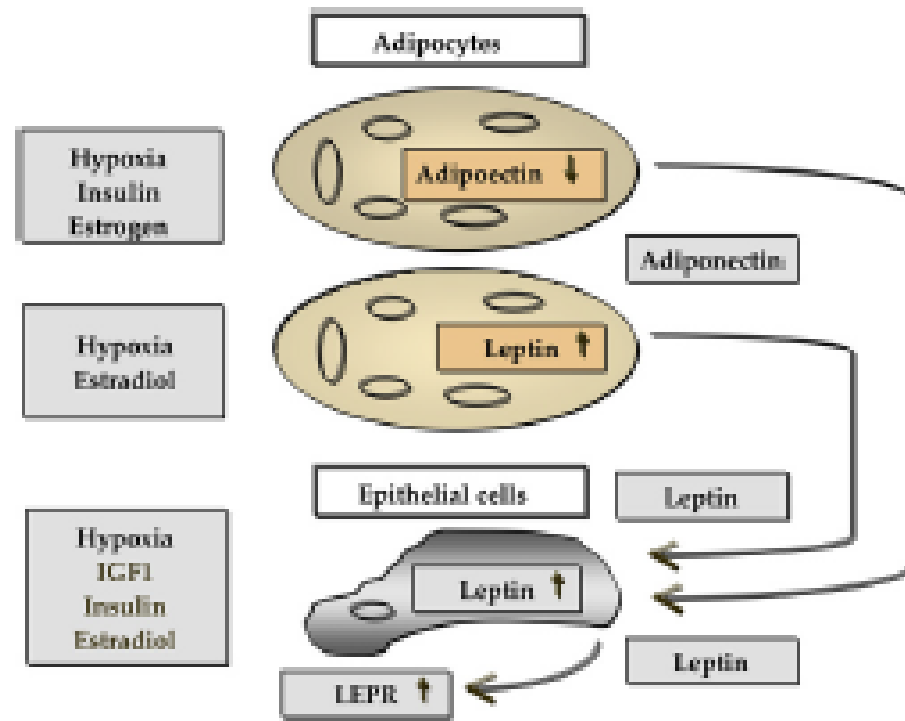 Adipocytes
Hypoxia
Insulin
Estrogen
Adipoectin ↓
Adiponectin
Hypoxia
Estradiol
Leptin ↑
Epithelial cells
Leptin
Hypoxia
IGF1
Insulin
Estradiol
Leptin ↑
Leptin
LEPR ↑